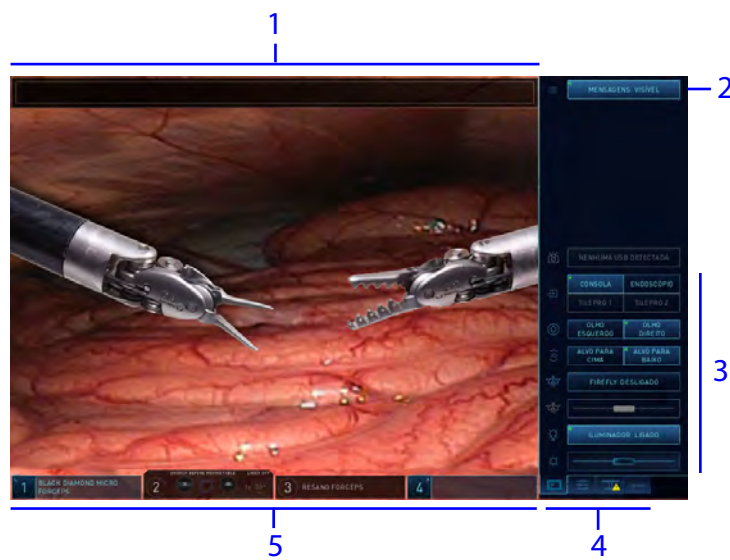 1
MENSAGENS: VISÍVEL
2
NENHUMA USB DETECTADA
CONSOLA
ENDOSCÓPIO
TILEPRO 1
TILEPRO 2
OLHO
ESQUERDO
OLHO
DIREITO
ALVO PARA
CIMA
ALVO PARA
BAIXO
3
FIREFLY DESLIGADO
ILUMINADOR: LIGADO
1
BLACK DIAMOND MICRO
FORCEPS
2
3
RESANO FORCEPS
4
5
4